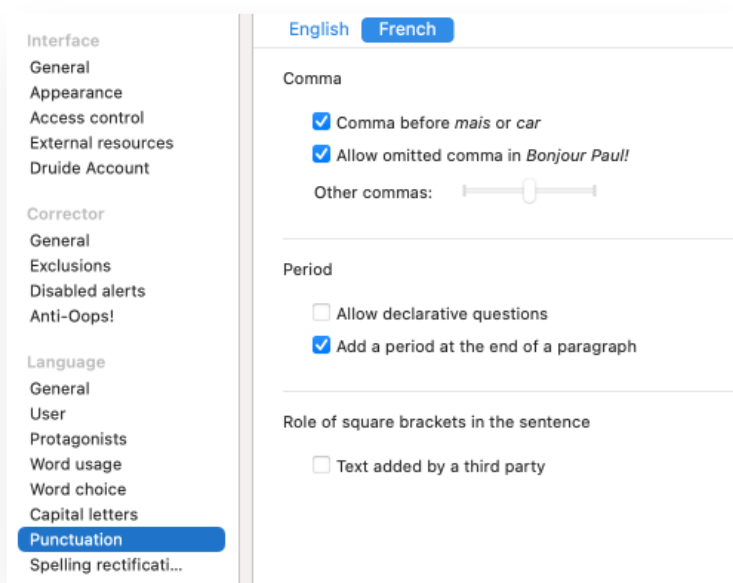 Interface
General
Appearance
Access control
External resources
Druide Account
Corrector
General
Exclusions
Disabled alerts
Anti-Oops!
Language
General
User
Protagonists
Word usage
Word choice
Capital letters
Punctuation
Spelling rectificati...
English French
Comma
Comma before mais or car
Allow omitted comma in Bonjour Paul!
Other commas:
Period
Allow declarative questions
Add a period at the end of a paragraph
Role of square brackets in the sentence
Text added by a third party